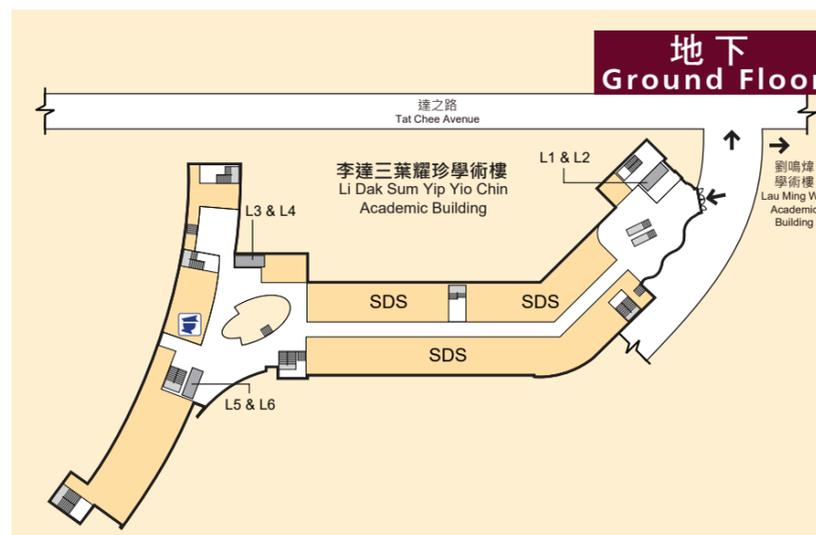 地下
Ground Floor
達之路
Tat Chee Avenue
李達三葉耀珍學術樓
Li Dak Sum Yip Yio Chin
Academic Building
L1 & L2
劉鳴煒
學術樓
Lau Ming W
Academic
Building
L3 & L4
SDS
SDS
SDS
L5 & L6